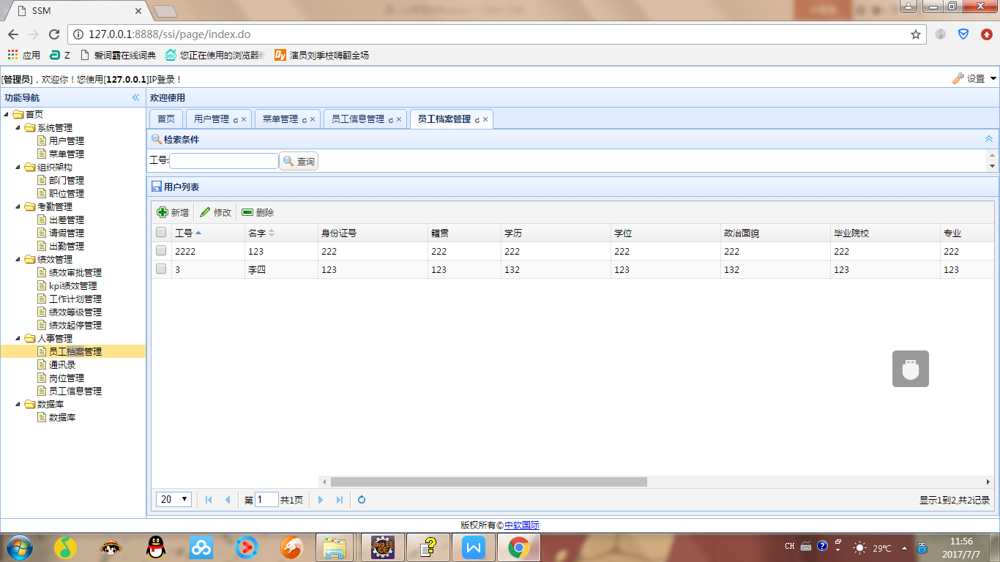 SSM
127.0.0.1:8888/ssi/page/index.do
应用 Z 爱词霸在线词典 您正在使用的浏览器版 演员刘季枝嗨翻全场
[管理员]，欢迎你！您使用[127.0.0.1]IP登录！ 设置
功能导航 欢迎使用
首页 用户管理 菜单管理 员工信息管理 员工档案管理
检索条件
工号: 查询
用户列表
新增 修改 删除
工号 名字 身份证号 籍贯 学历 学位 政治面貌 毕业院校 专业
2222 123 222 222 222 222 222 222 222
3 李四 123 123 132 123 132 123 123
首页
系统管理
用户管理
菜单管理
组织架构
部门管理
职位管理
考勤管理
出差管理
请假管理
出勤管理
绩效管理
绩效审批管理
kpi绩效管理
工作计划管理
绩效等级管理
绩效起停管理
人事管理
员工档案管理
通讯录
岗位管理
员工信息管理
数据库
数据库
20 第 1 共1页 显示1到2,共2记录
版权所有©中软国际
Java EE
IDE
CH 29℃ 11:56
2017/7/7